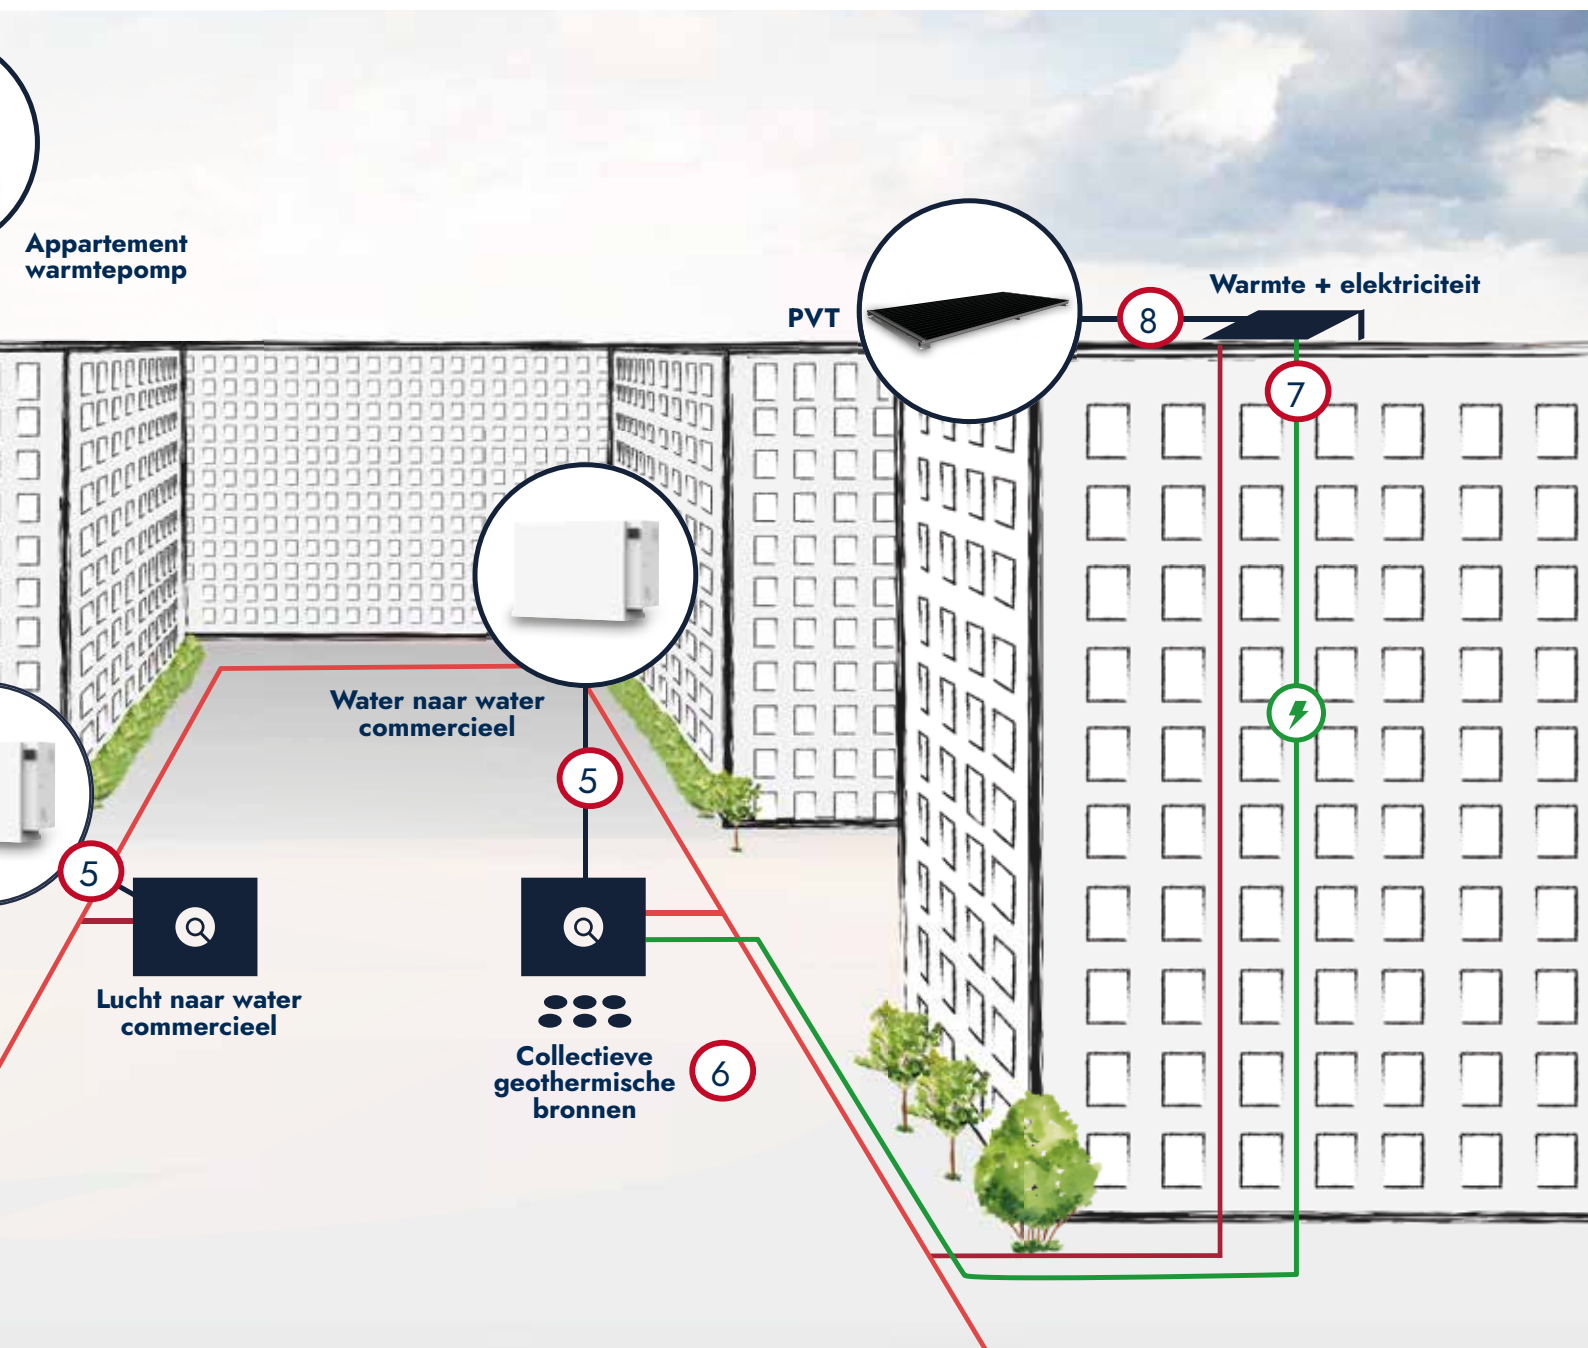 Appartement
warmtepomp
PVT
8
Warmte + elektriciteit
7
Water naar water
commercieel
5
5
Lucht naar water
commercieel
Collectieve
geothermische
bronnen
6